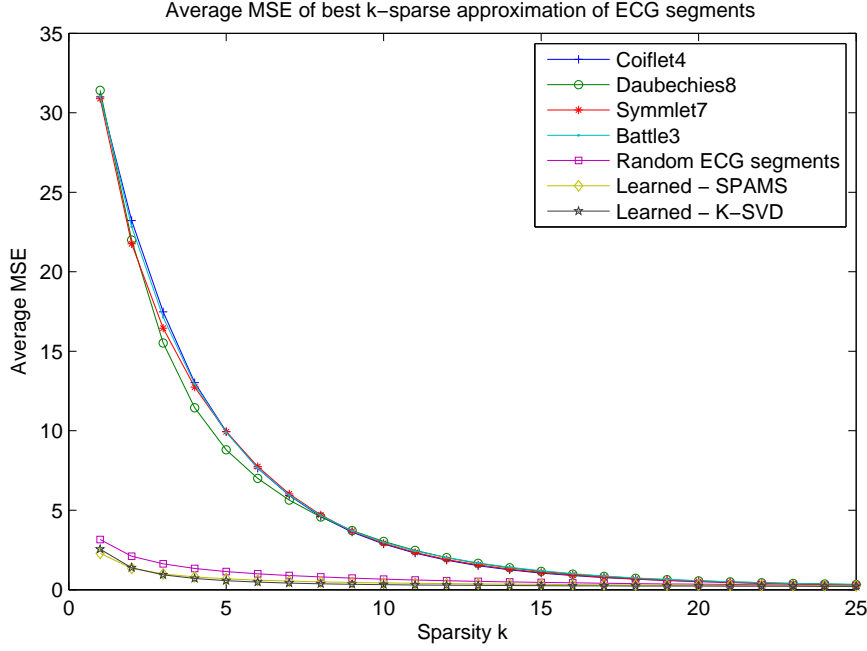 Average MSE of best k−sparse approximation of ECG segments
35
30
25
20
15
10
5
0
Average MSE
Coiflet4
Daubechies8
Symmlet7
Battle3
Random ECG segments
Learned − SPAMS
Learned − K−SVD
0 5 10 15 20 25
Sparsity k